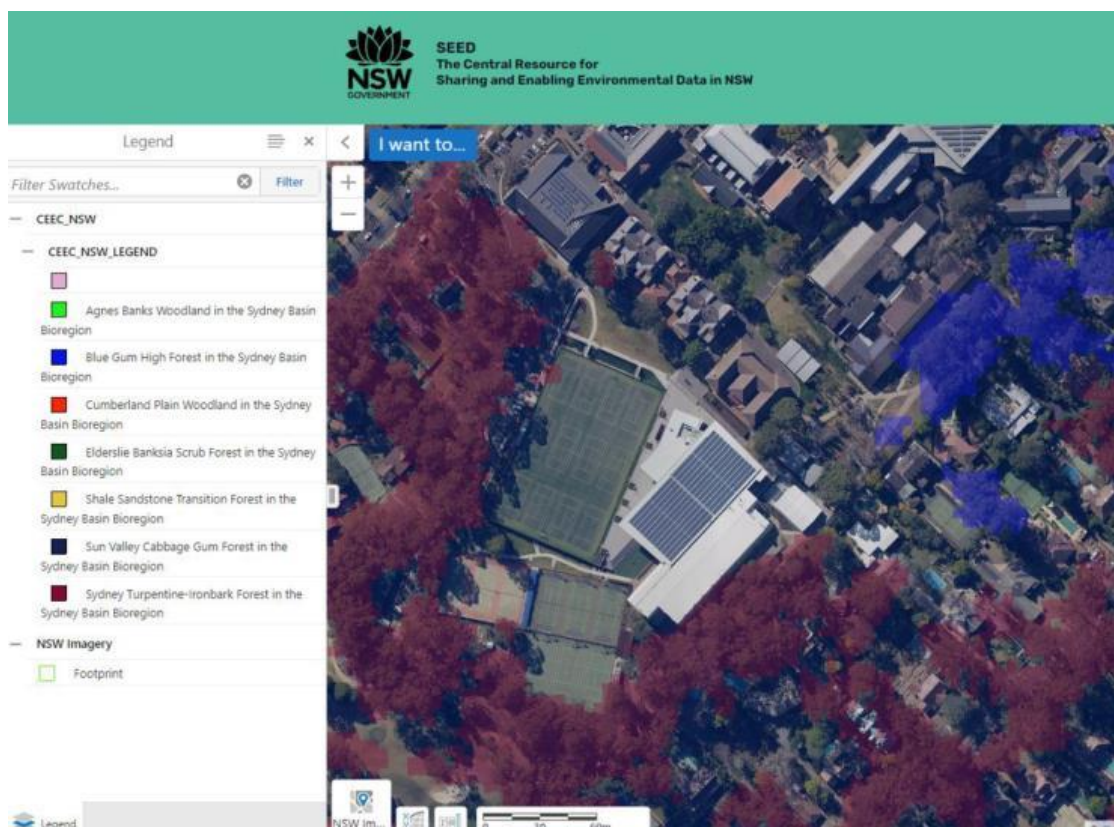 SEED
The Central Resource for
Sharing and Enabling Environmental Data in NSW
NSW
GOVERNMENT
Legend
I want to...
Filter Swatches...
Filter
CEEC_NSW
CEEC_NSW_LEGEND
Agnes Banks Woodland in the Sydney Basin
Bioregion
Blue Gum High Forest in the Sydney Basin
Bioregion
Cumberland Plain Woodland in the Sydney
Basin Bioregion
Elderslie Banksia Scrub Forest in the Sydney
Basin Bioregion
Shale Sandstone Transition Forest in the
Sydney Basin Bioregion
Sun Valley Cabbage Gum Forest in the
Sydney Basin Bioregion
Sydney Turpentine-Ironbark Forest in the
Sydney Basin Bioregion
NSW Imagery
Footprint
Legend
NSW Im...
0
60m